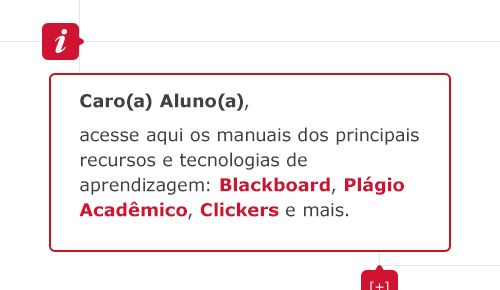 i
Caro(a) Aluno(a),
acesse aqui os manuais dos principais
recursos e tecnologias de
aprendizagem: Blackboard, Plágio
Acadêmico, Clickers e mais.
[+]